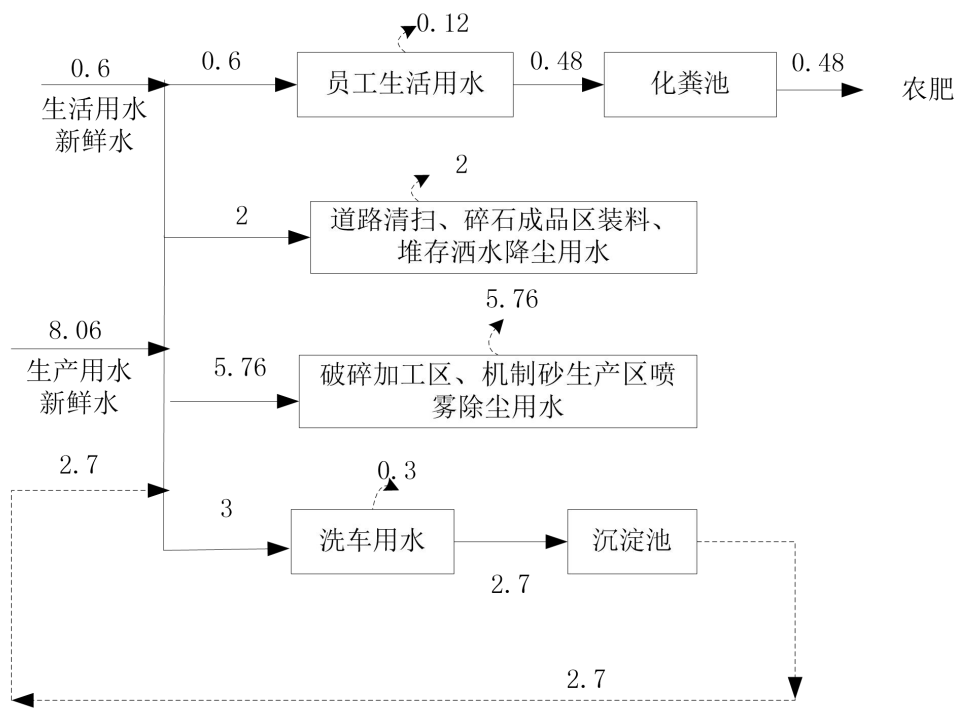 0.12
0.6
0.6
0.48
0.48
员工生活用水
化粪池
农肥
生活用水
新鲜水
2
2
道路清扫、碎石成品区装料、
堆存洒水降尘用水
5.76
8.06
5.76
生产用水
新鲜水
破碎加工区、机制砂生产区喷
雾除尘用水
2.7
0.3
3
洗车用水
沉淀池
2.7
2.7